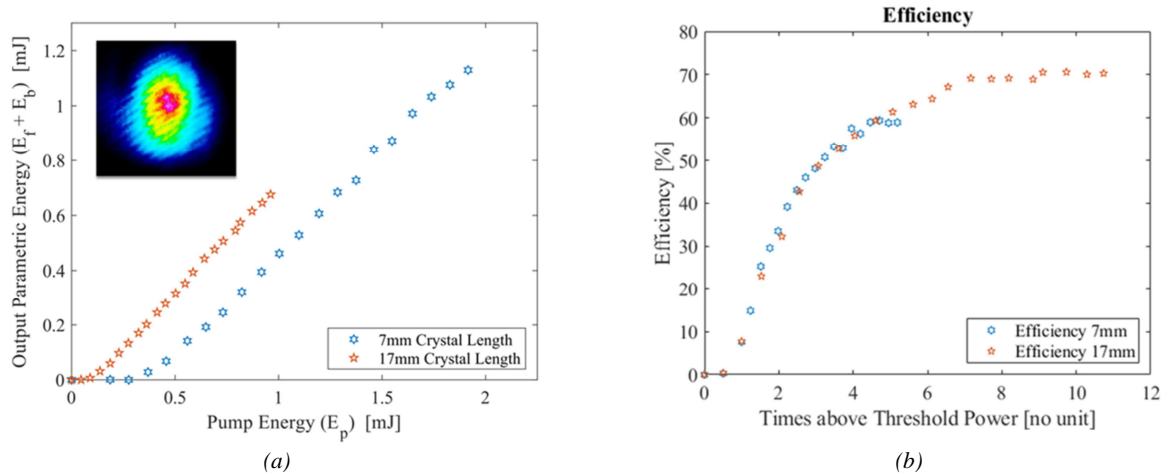 Output Parametric Energy (E_f + E_b) [mJ]
1.2
1
0.8
0.6
0.4
0.2
0
0
0.5
1
1.5
2
7mm Crystal Length
17mm Crystal Length
Pump Energy (E_p) [mJ]
(a)
Efficiency
Efficiency [%]
80
70
60
50
40
30
20
10
0
0
2
4
6
8
10
12
Efficiency 7mm
Efficiency 17mm
Times above Threshold Power [no unit]
(b)